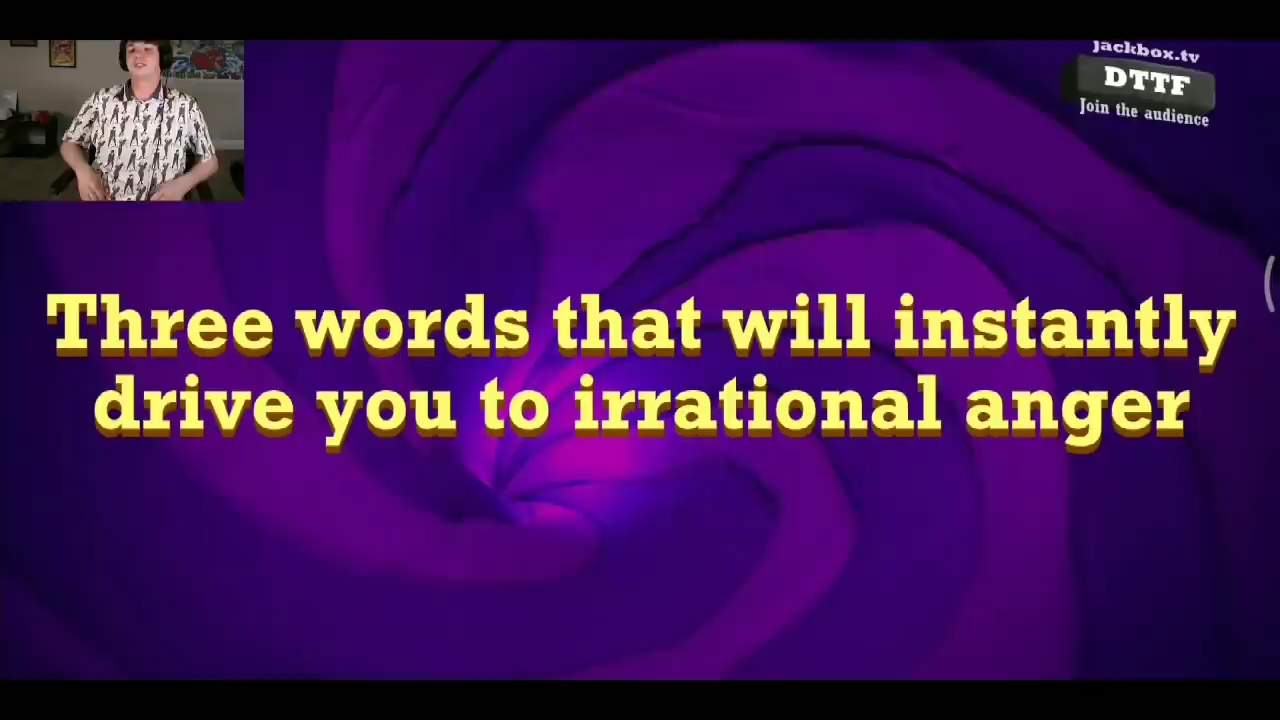 jackbox.tv
DTTF
Join the audience
Three words that will instantly
drive you to irrational anger